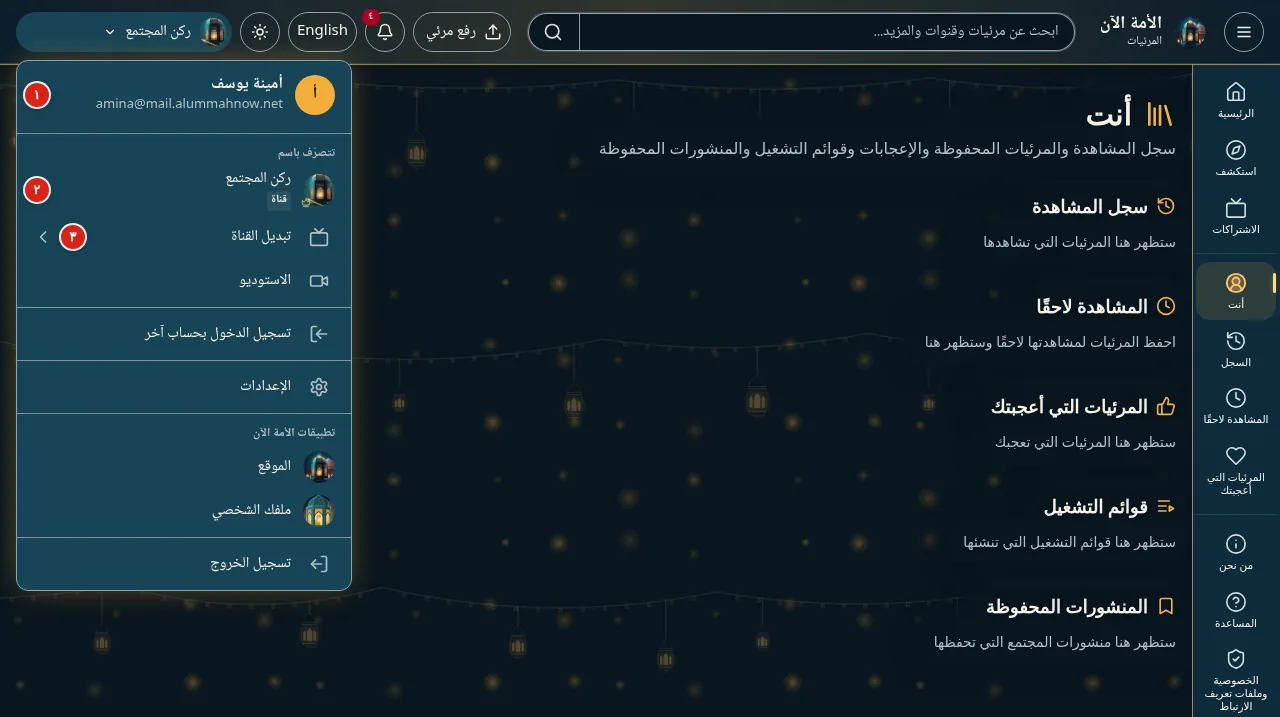 الأمة الآن
المرئيات
ابحث عن مرئيات وقنوات والمزيد...
رفع مرئي
٤
English
ركن المجتمع
الرئيسية
استكشف
الاشتراكات
أنت
السجل
المشاهدة لاحقًا
المرئيات التي
أعجبتك
من نحن
المساعدة
الخصوصية
وملفات تعريف
الارتباط
أنت
سجل المشاهدة والمرئيات المحفوظة والإعجابات وقوائم التشغيل والمنشورات المحفوظة
سجل المشاهدة
ستظهر هنا المرئيات التي تشاهدها
المشاهدة لاحقًا
احفظ المرئيات لمشاهدتها لاحقًا وستظهر هنا
المرئيات التي أعجبتك
ستظهر هنا المرئيات التي تعجبك
قوائم التشغيل
ستظهر هنا قوائم التشغيل التي تنشئها
المنشورات المحفوظة
ستظهر هنا منشورات المجتمع التي تحفظها
أ
أمينة يوسف
amina@mail.alummahnow.net
١
تتصرّف باسم
ركن المجتمع
قناة
٢
تبديل القناة
٣
الاستوديو
تسجيل الدخول بحساب آخر
الإعدادات
تطبيقات الأمة الآن
الموقع
ملفك الشخصي
تسجيل الخروج